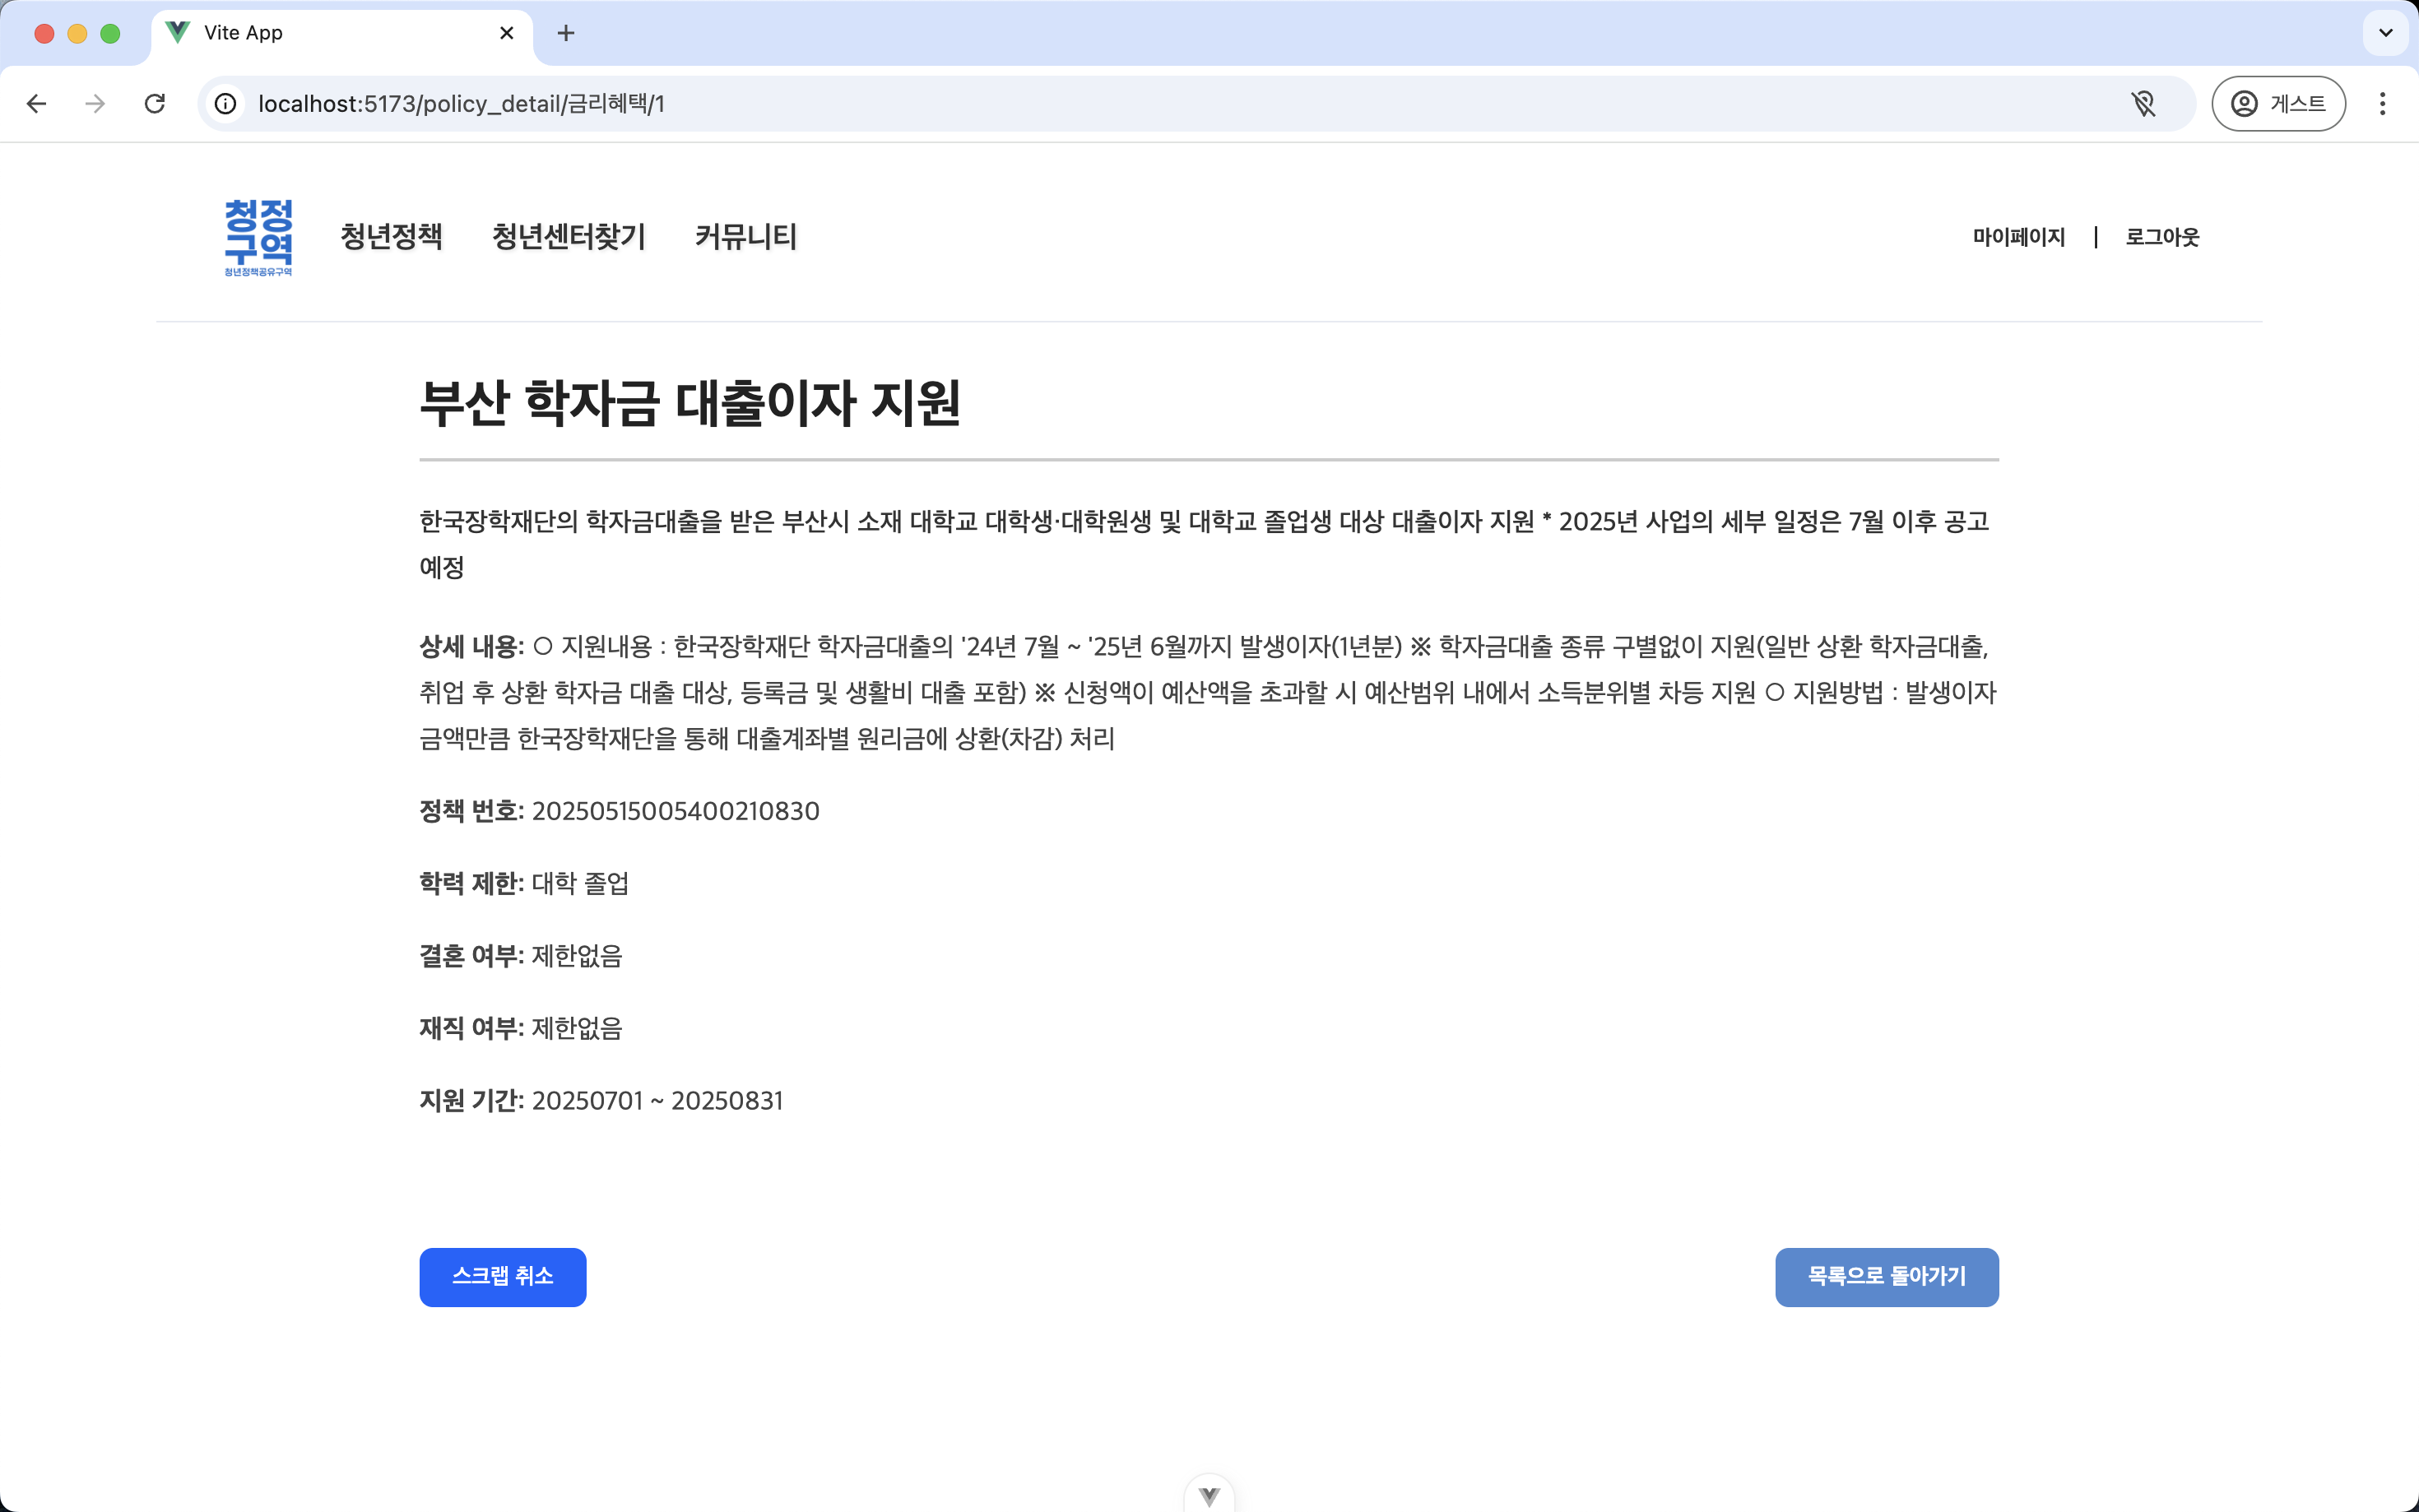 Vite App
localhost:5173/policy_detail/금리혜택/1
게스트
청정
구역
청년정책공유구역
청년정책
청년센터찾기
커뮤니티
마이페이지 | 로그아웃
부산 학자금 대출이자 지원
한국장학재단의 학자금대출을 받은 부산시 소재 대학교 대학생·대학원생 및 대학교 졸업생 대상 대출이자 지원 * 2025년 사업의 세부 일정은 7월 이후 공고
예정
상세 내용: ○ 지원내용 : 한국장학재단 학자금대출의 '24년 7월 ~ '25년 6월까지 발생이자(1년분) ※ 학자금대출 종류 구별없이 지원(일반 상환 학자금대출,
취업 후 상환 학자금 대출 대상, 등록금 및 생활비 대출 포함) ※ 신청액이 예산액을 초과할 시 예산범위 내에서 소득분위별 차등 지원 ○ 지원방법 : 발생이자
금액만큼 한국장학재단을 통해 대출계좌별 원리금에 상환(차감) 처리
정책 번호: 20250515005400210830
학력 제한: 대학 졸업
결혼 여부: 제한없음
재직 여부: 제한없음
지원 기간: 20250701 ~ 20250831
스크랩 취소
목록으로 돌아가기